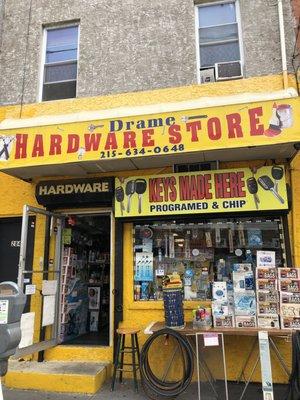 Drame
HARDWARE STORE
215-634-0648
HARDWARE
KEYS MADE HERE
PROGRAMED & CHIP